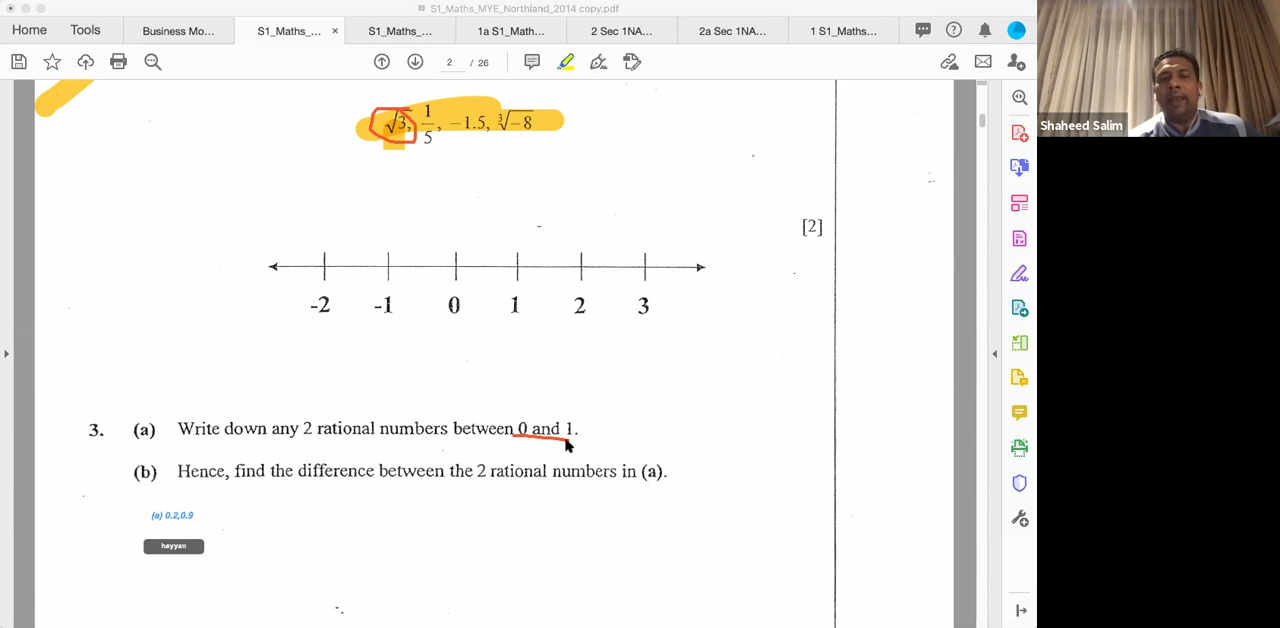 S1_Maths_MYE_Northland_2014 copy.pdf
Home Tools Business Mo... S1_Maths_... × S1_Maths_... 1a S1_Math... 2 Sec 1NA... 2a Sec 1NA... 1 S1_Maths...
2 / 26
√3, 1/5, −1.5, ∛−8
Shaheed Salim
[2]
-2 -1 0 1 2 3
3. (a) Write down any 2 rational numbers between 0 and 1.
(b) Hence, find the difference between the 2 rational numbers in (a).
(a) 0.2,0.9
hayyan